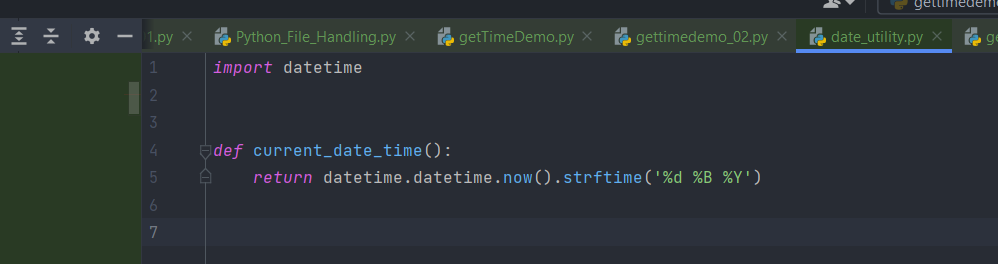 gettimedemo
1.py Python_File_Handling.py getTimeDemo.py gettimedemo_02.py date_utility.py ge
1 import datetime
2
3
4 def current_date_time():
5 return datetime.datetime.now().strftime('%d %B %Y')
6
7